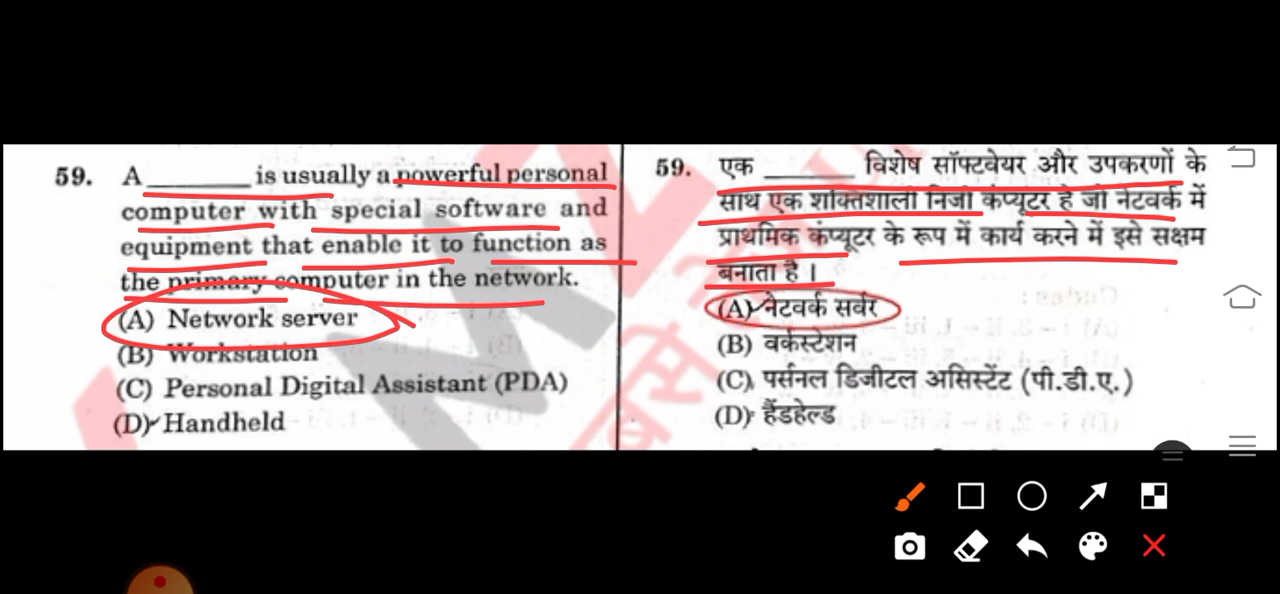 59. A ______ is usually a powerful personal
computer with special software and
equipment that enable it to function as
the primary computer in the network.
(A) Network server
(B) Workstation
(C) Personal Digital Assistant (PDA)
(D) Handheld
59. एक ______ विशेष सॉफ्टवेयर और उपकरणों के
साथ एक शक्तिशाली निजी कंप्यूटर है जो नेटवर्क में
प्राथमिक कंप्यूटर के रूप में कार्य करने में इसे सक्षम
बनाता है ।
(A) नेटवर्क सर्वर
(B) वर्कस्टेशन
(C) पर्सनल डिजीटल असिस्टेंट (पी.डी.ए.)
(D) हैंडहेल्ड